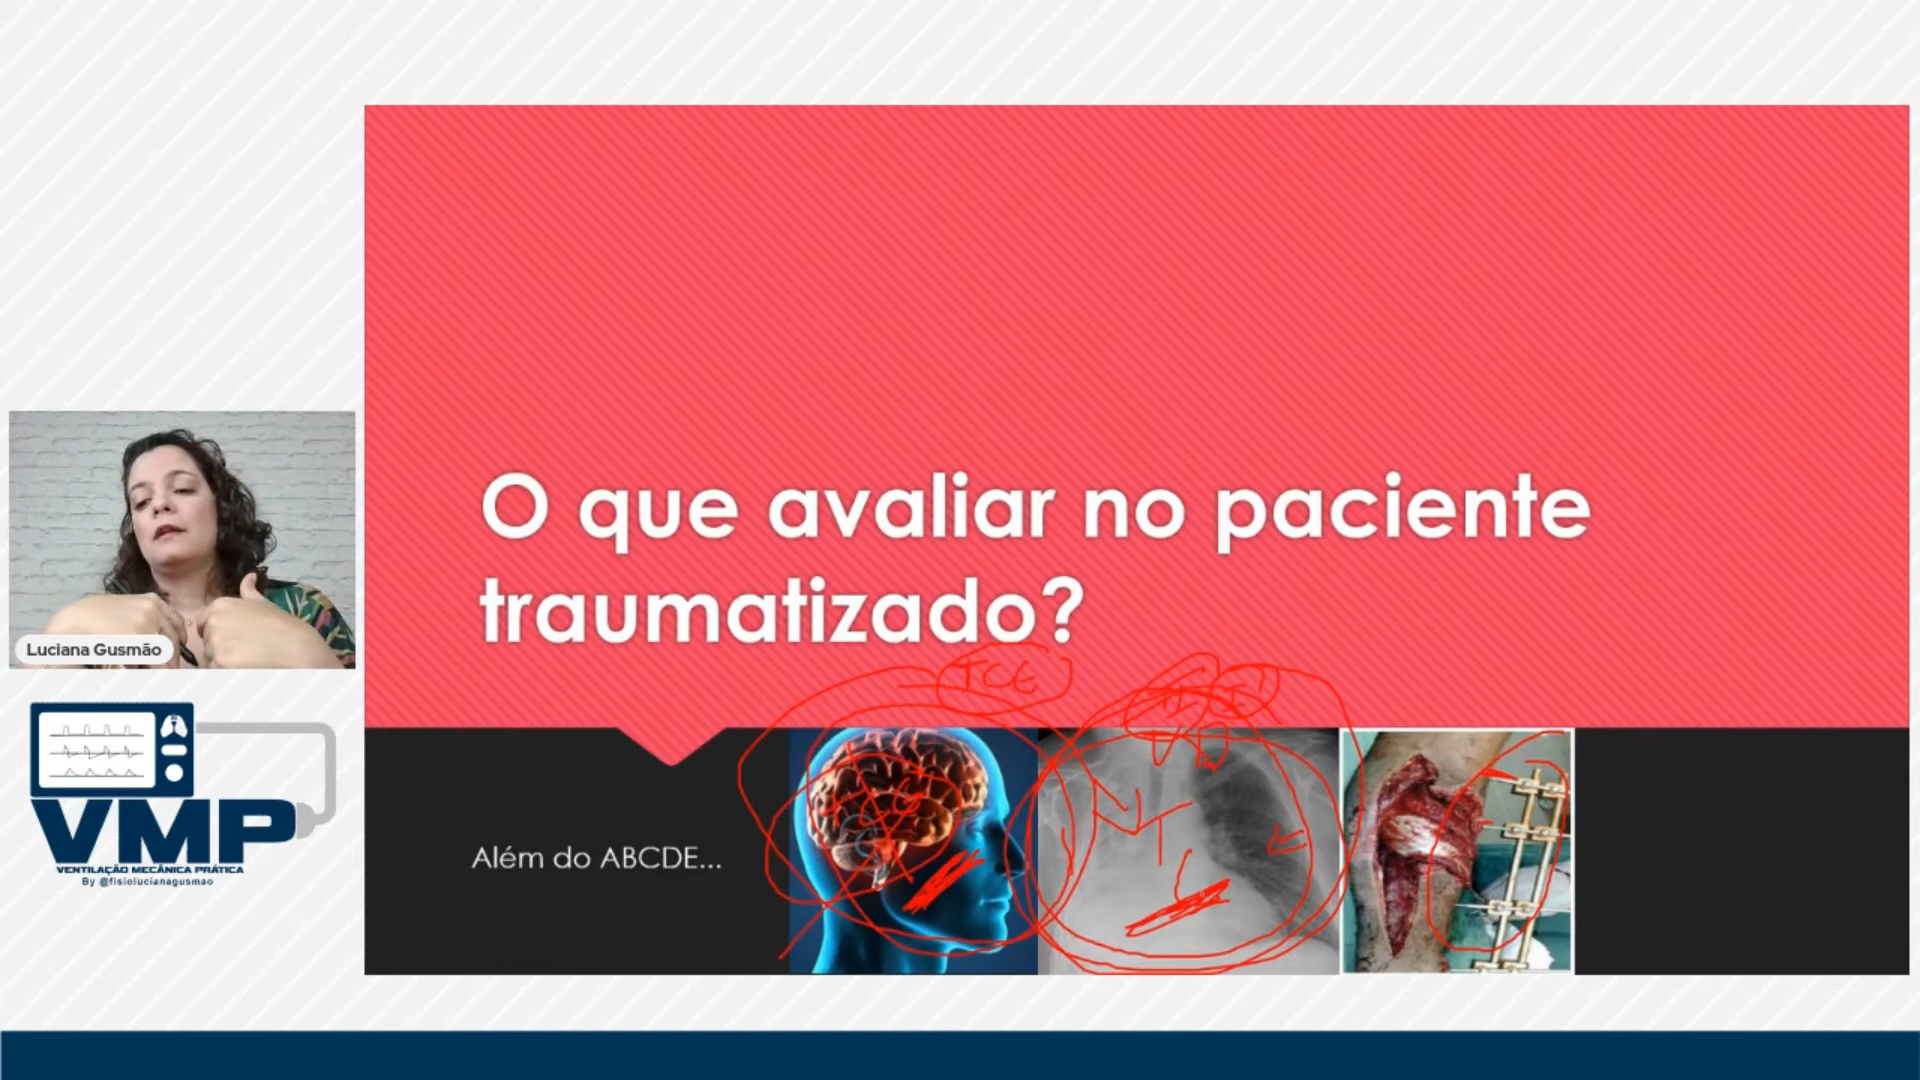 O que avaliar no paciente
traumatizado?
TCE
Além do ABCDE...
Luciana Gusmão
VMP
VENTILAÇÃO MECÂNICA PRÁTICA
By @fisiolucianagusmao